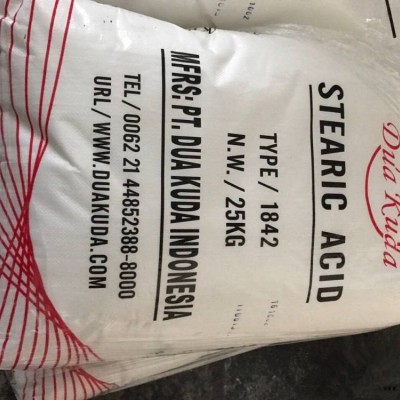 Dua Kuda
STEARIC ACID
TYPE/ 1842
N.W./ 25KG
MFRS: PT. DUA KUDA INDONESIA
TEL/ 0062 21 44852388-8000
URL/ WWW.DUAKUDA.COM